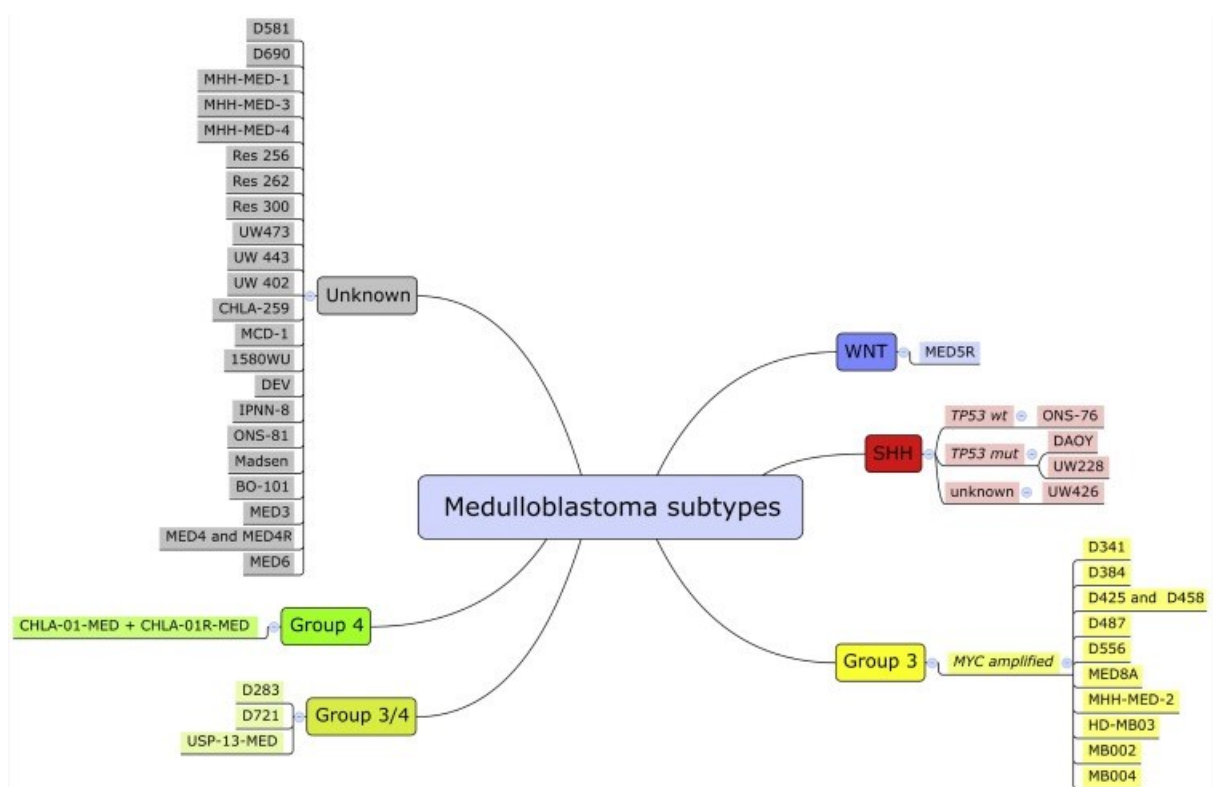 D581
D690
MHH-MED-1
MHH-MED-3
MHH-MED-4
Res 256
Res 262
Res 300
UW473
UW 443
UW 402
CHLA-259
MCD-1
1580WU
DEV
IPNN-8
ONS-81
Madsen
BO-101
MED3
MED4 and MED4R
MED6
Unknown
WNT
MED5R
SHH
TP53 wt
ONS-76
TP53 mut
DAOY
UW228
unknown
UW426
Medulloblastoma subtypes
Group 4
CHLA-01-MED + CHLA-01R-MED
Group 3/4
D283
D721
USP-13-MED
Group 3
MYC amplified
D341
D384
D425 and D458
D487
D556
MED8A
MHH-MED-2
HD-MB03
MB002
MB004